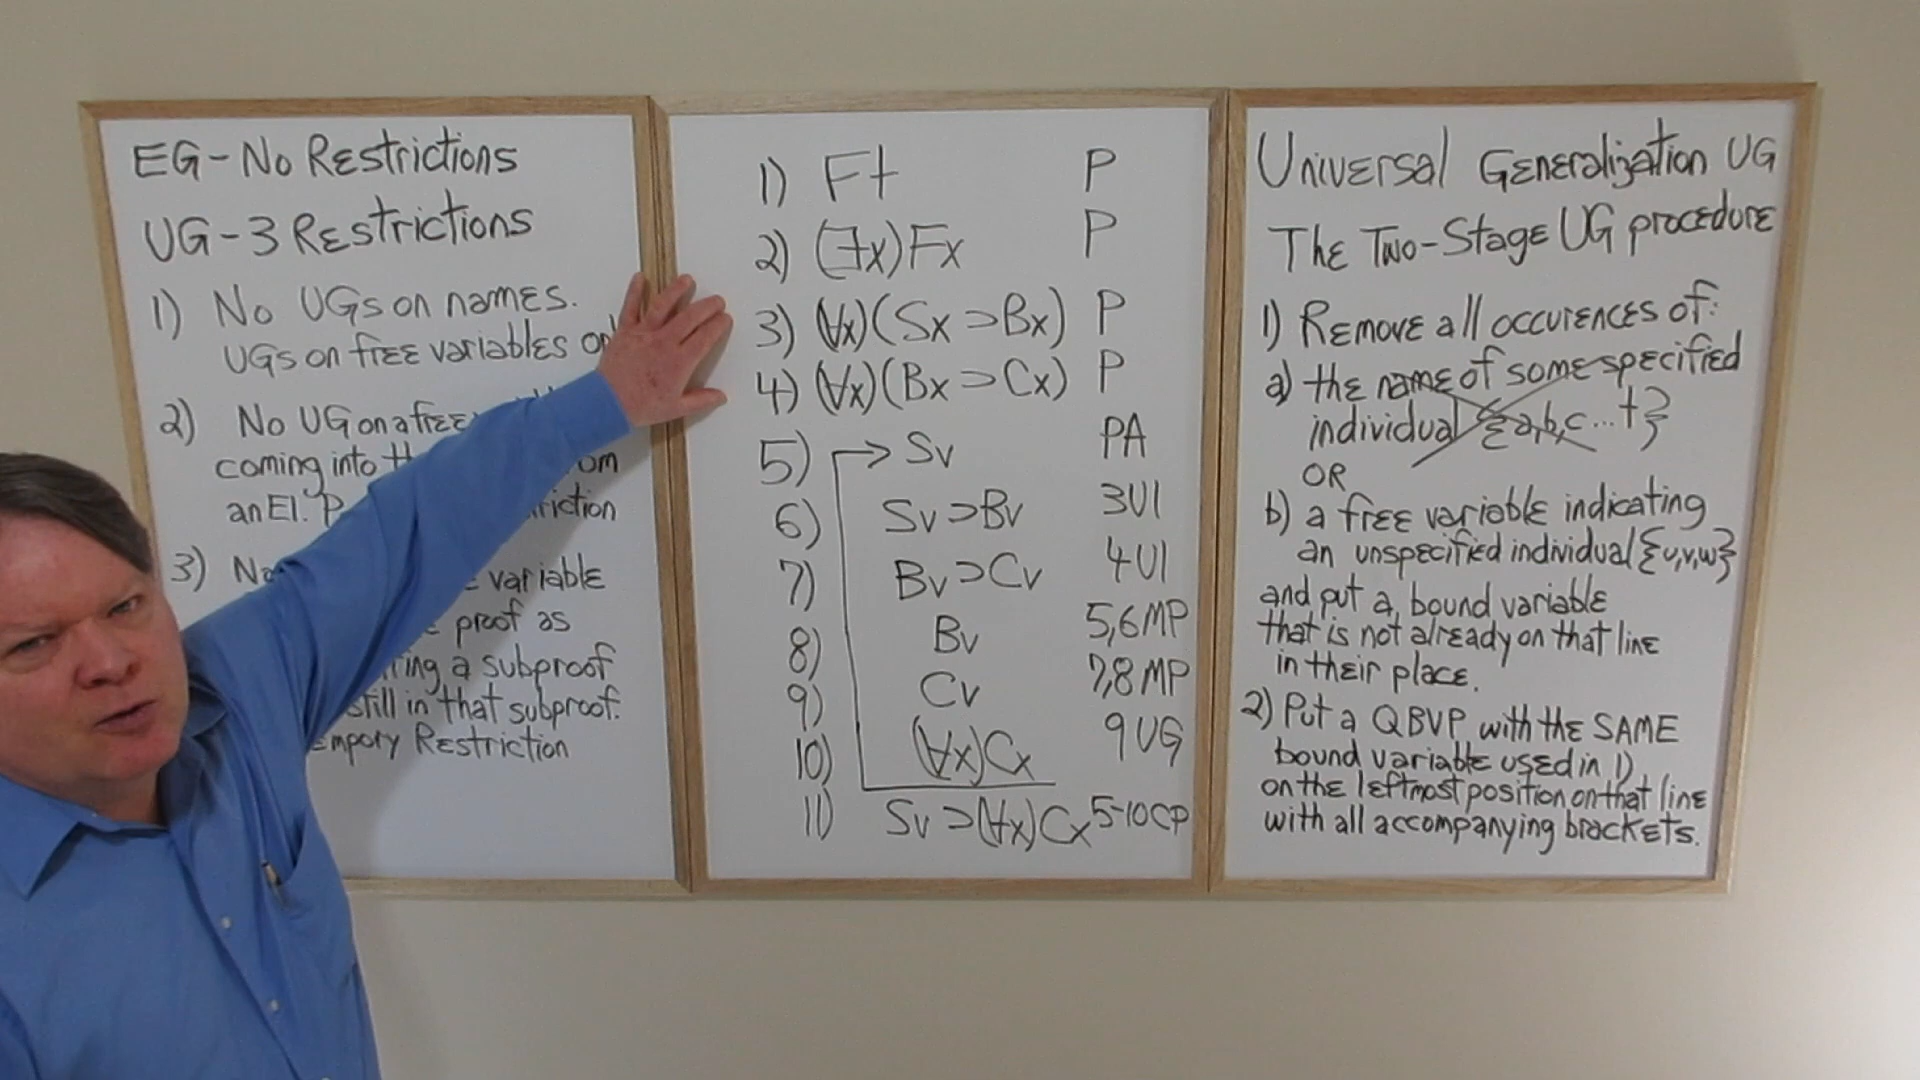 EG-No Restrictions
UG-3 Restrictions
1) No UGs on names.
UGs on free variables
2) No UG on a free
coming into
an EI.
3)
variable
proof as
a subproof
still in that subproof.
Restriction
1) Ft P
2) (∃x)Fx P
3) (∀x)(Sx⊃Bx) P
4) (∀x)(Bx⊃Cx) P
5) → Sv PA
6) Sv⊃Bv 3UI
7) Bv⊃Cv 4UI
8) Bv 5,6MP
9) Cv 7,8MP
10) (∀x)Cx 9UG
11) Sv⊃(∀x)Cx 5-10CP
Universal Generalization UG
The Two-Stage UG procedure
1) Remove all occurences of:
a) the name of some specified
individual {a,b,c...t}
OR
b) a free variable indicating
an unspecified individual {u,v,w}
and put a bound variable
that is not already on that line
in their place.
2) Put a QBVP with the SAME
bound variable used in 1)
on the leftmost position on that line
with all accompanying brackets.